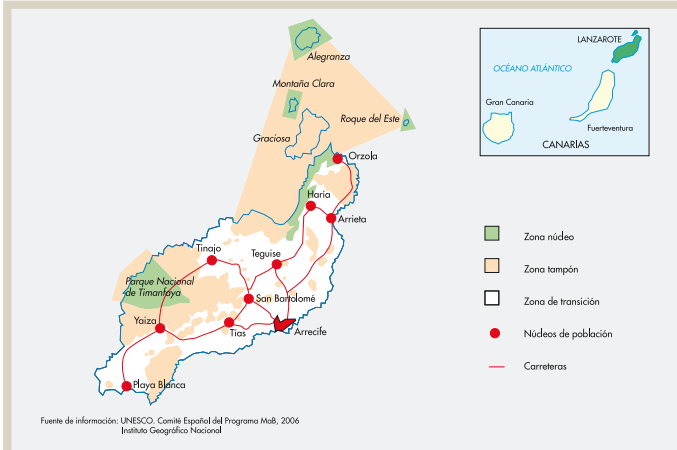 Alegranza
Montaña Clara
Roque del Este
Graciosa
Orzola
Haría
Arrieta
Tinajo
Teguise
Parque Nacional
de Timanfaya
San Bartolomé
Yaiza
Tías
Arrecife
Playa Blanca
LANZAROTE
OCÉANO ATLÁNTICO
Gran Canaria
Fuerteventura
CANARÍAS
Zona núcleo
Zona tampón
Zona de transición
Núcleos de población
Carreteras
Fuente de información: UNESCO. Comité Español del Programa MaB, 2006
Instituto Geográfico Nacional